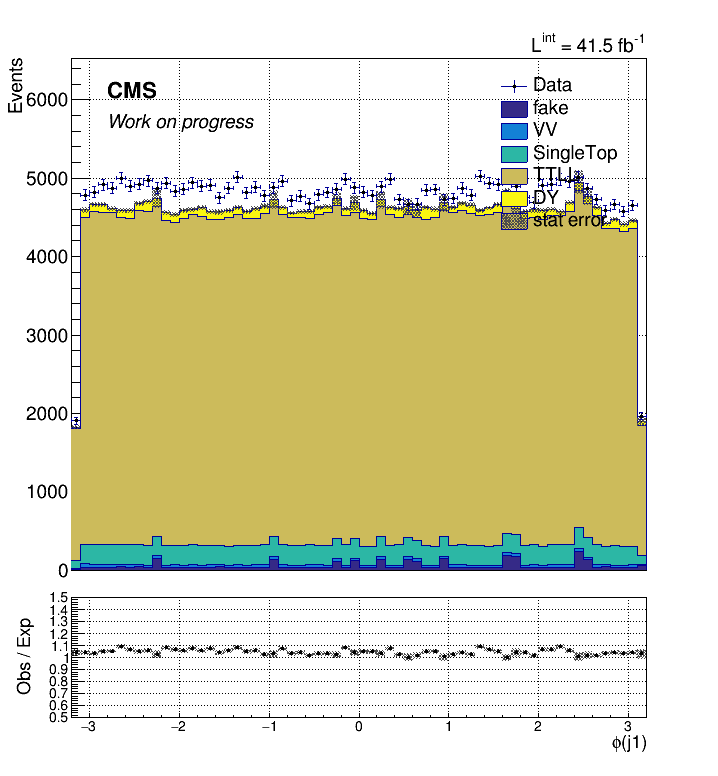 L^int = 41.5 fb^-1
Events
CMS
Work on progress
Data
fake
VV
SingleTop
DY
stat error
6000
5000
4000
3000
2000
1000
0
Obs / Exp
1.5
1.4
1.3
1.2
1.1
1
0.9
0.8
0.7
0.6
0.5
−3 −2 −1 0 1 2 3
ϕ(j1)